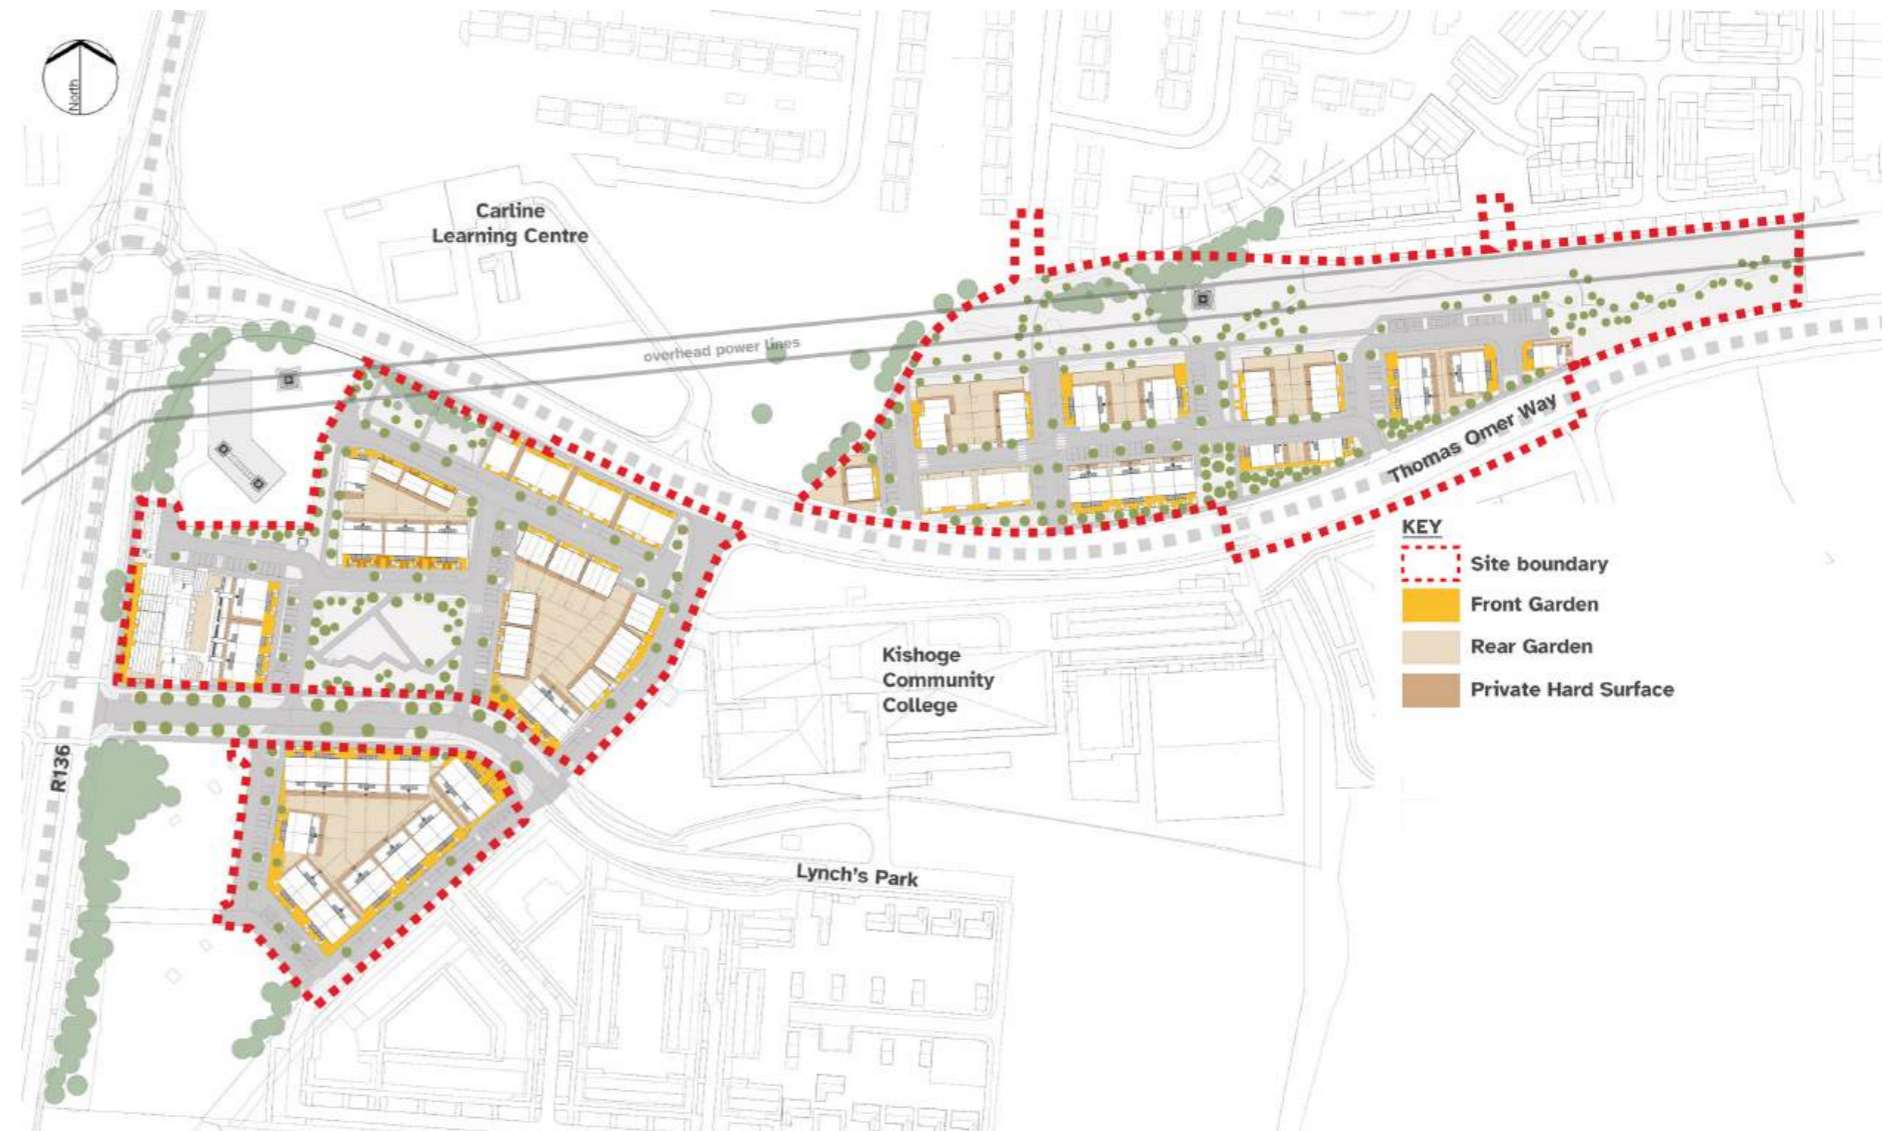 North
Carline
Learning Centre
overhead power lines
Thomas Omer Way
KEY
Site boundary
Front Garden
Rear Garden
Private Hard Surface
Kishoge
Community
College
R136
Lynch's Park